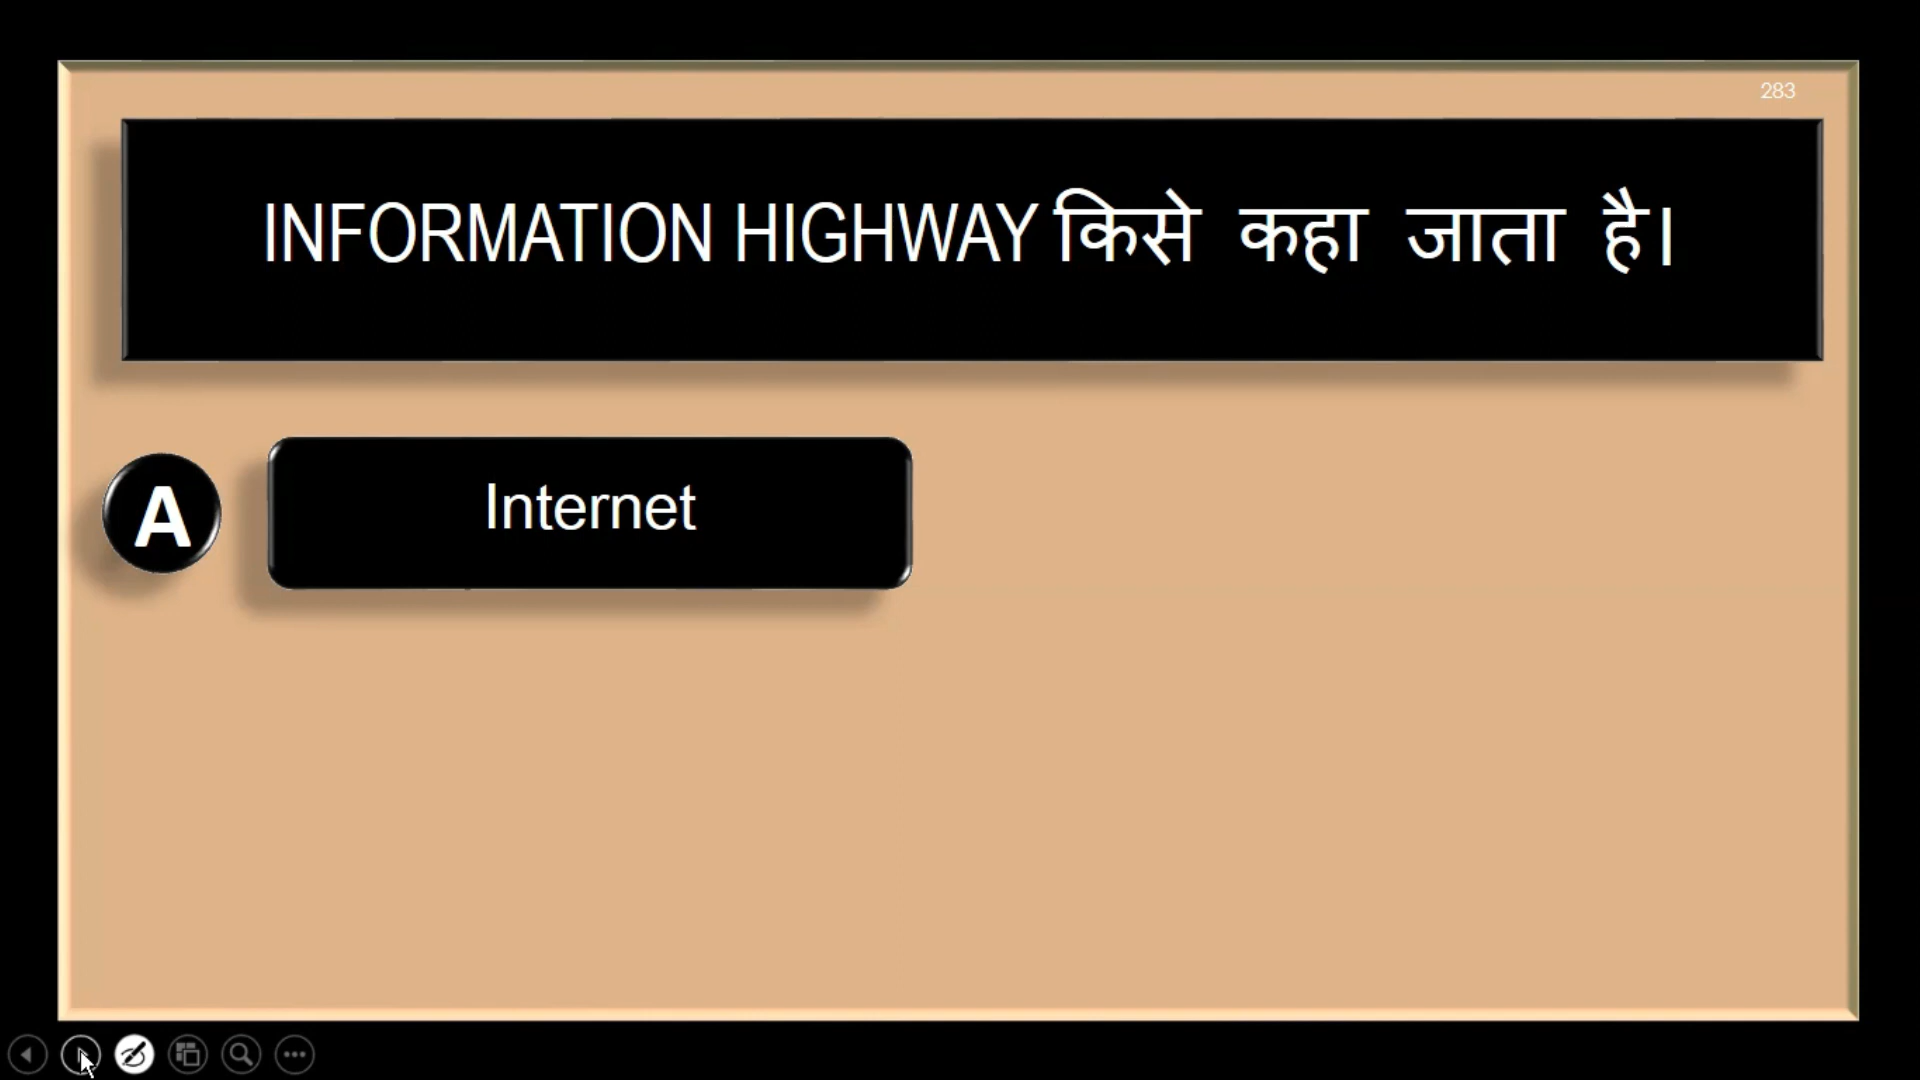 283
INFORMATION HIGHWAY किसे कहा जाता है।
A
Internet